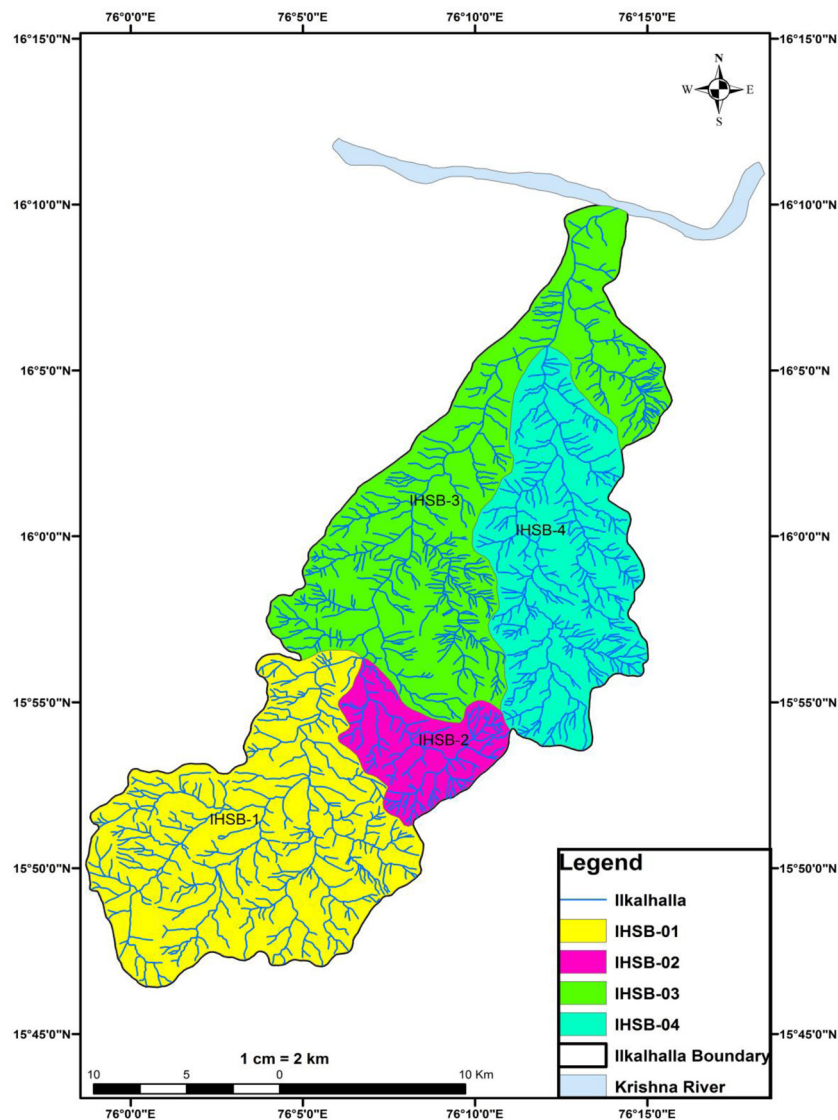 76°0'0"E 76°5'0"E 76°10'0"E 76°15'0"E
16°15'0"N 16°15'0"N
N
W E
S
16°10'0"N 16°10'0"N
16°5'0"N 16°5'0"N
IHSB-3
16°0'0"N IHSB-4 16°0'0"N
15°55'0"N 15°55'0"N
IHSB-2
IHSB-1
15°50'0"N 15°50'0"N
Legend
Ilkalhalla
IHSB-01
IHSB-02
IHSB-03
IHSB-04
15°45'0"N 15°45'0"N
Ilkalhalla Boundary
Krishna River
1 cm = 2 km
10 5 0 10 Km
76°0'0"E 76°5'0"E 76°10'0"E 76°15'0"E